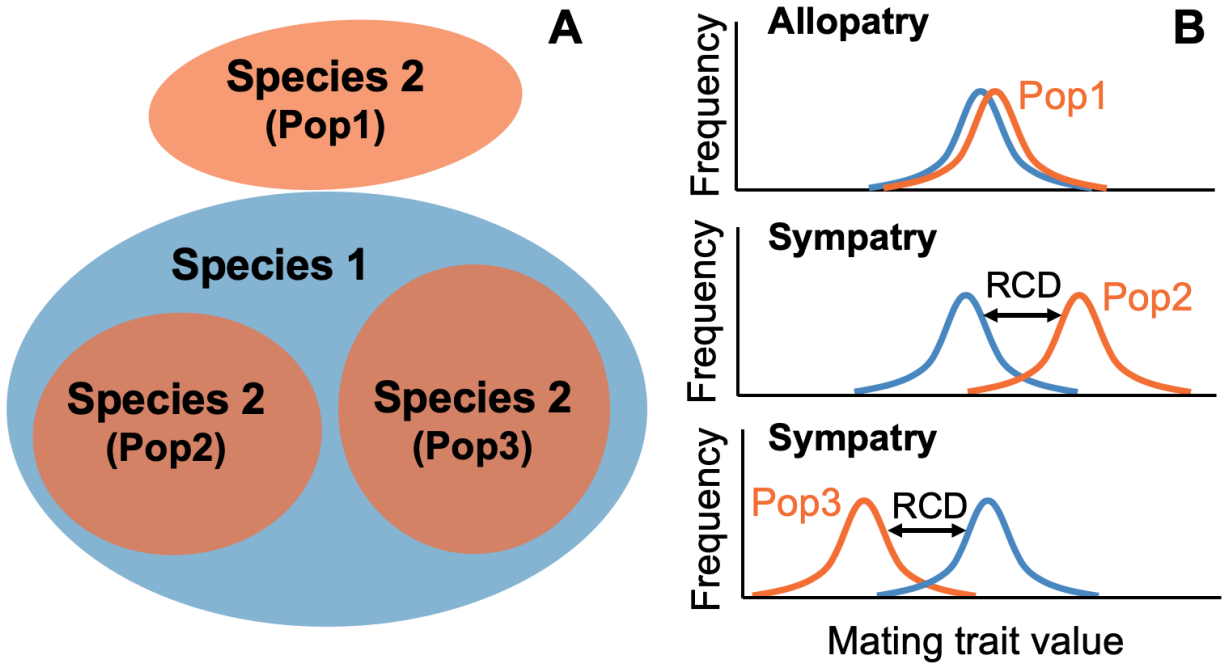 A
Species 2
(Pop1)
Species 1
Species 2
(Pop2)
Species 2
(Pop3)
B
Allopatry
Frequency
Pop1
Sympatry
Frequency
RCD
Pop2
Sympatry
Frequency
Pop3
RCD
Mating trait value